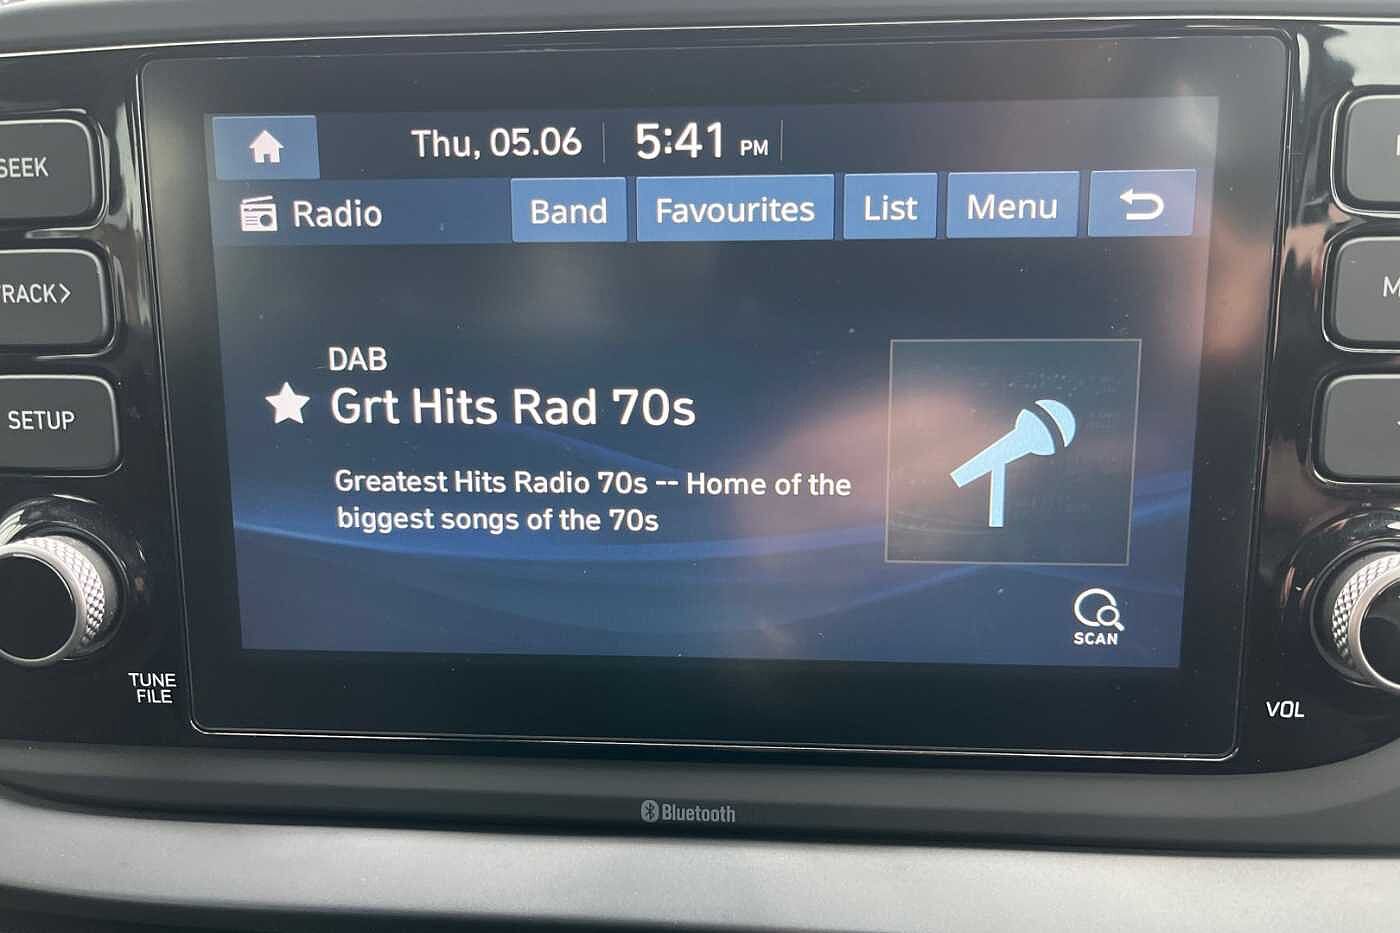 Thu, 05.06 5:41 PM
Radio Band Favourites List Menu
DAB
Grt Hits Rad 70s
Greatest Hits Radio 70s -- Home of the
biggest songs of the 70s
SCAN
SEEK
TRACK>
SETUP
TUNE
FILE
VOL
Bluetooth